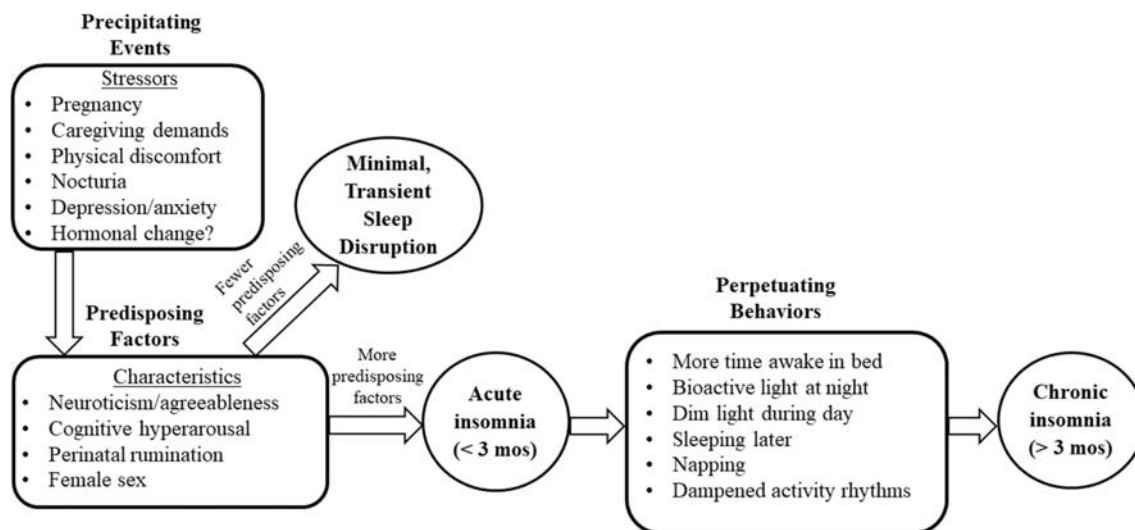 Precipitating
Events
Stressors
• Pregnancy
• Caregiving demands
• Physical discomfort
• Nocturia
• Depression/anxiety
• Hormonal change?
Minimal,
Transient
Sleep
Disruption
Fewer
predisposing
factors
Predisposing
Factors
Characteristics
• Neuroticism/agreeableness
• Cognitive hyperarousal
• Perinatal rumination
• Female sex
More
predisposing
factors
Acute
insomnia
(< 3 mos)
Perpetuating
Behaviors
• More time awake in bed
• Bioactive light at night
• Dim light during day
• Sleeping later
• Napping
• Dampened activity rhythms
Chronic
insomnia
(> 3 mos)